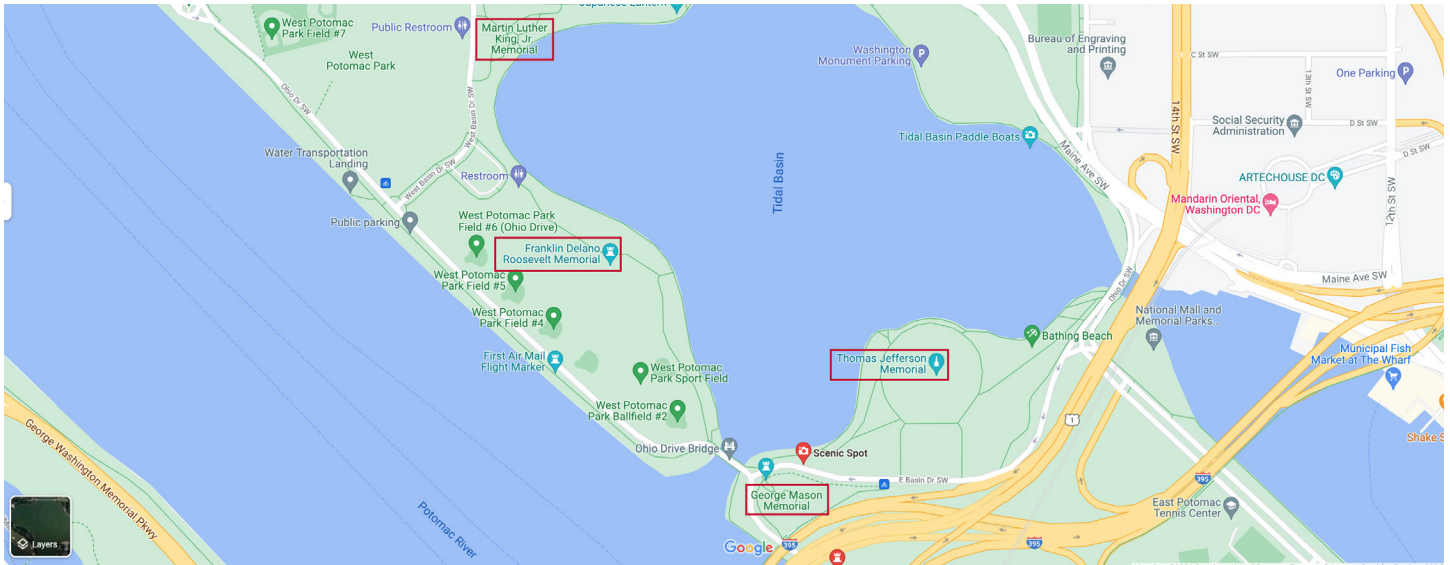 West Potomac
Park Field #7
Public Restroom
Martin Luther
King, Jr.
Memorial
Japanese Lantern
West
Potomac Park
Washington
Monument Parking
Bureau of Engraving
and Printing
C St SW
13th St SW
One Parking
14th St SW
Ohio Dr SW
West Basin Dr SW
Social Security
Administration
D St SW
D St SW
Tidal Basin Paddle Boats
Maine Ave SW
Water Transportation
Landing
West Basin Dr SW
Restroom
Tidal Basin
ARTECHOUSE DC
Mandarin Oriental,
Washington DC
12th St SW
Public parking
West Potomac Park
Field #6 (Ohio Drive)
Franklin Delano
Roosevelt Memorial
West Potomac
Park Field #5
Maine Ave SW
Ohio Dr SW
West Potomac
Park Field #4
National Mall and
Memorial Parks...
Bathing Beach
First Air Mail
Flight Marker
Thomas Jefferson
Memorial
Municipal Fish
Market at The Wharf
West Potomac
Park Sport Field
West Potomac
Park Ballfield #2
1
George Washington Memorial Pkwy
Ohio Drive Bridge
Scenic Spot
Shake S
E Basin Dr SW
395
George Mason
Memorial
East Potomac
Tennis Center
Potomac River
Layers
Google
395
395